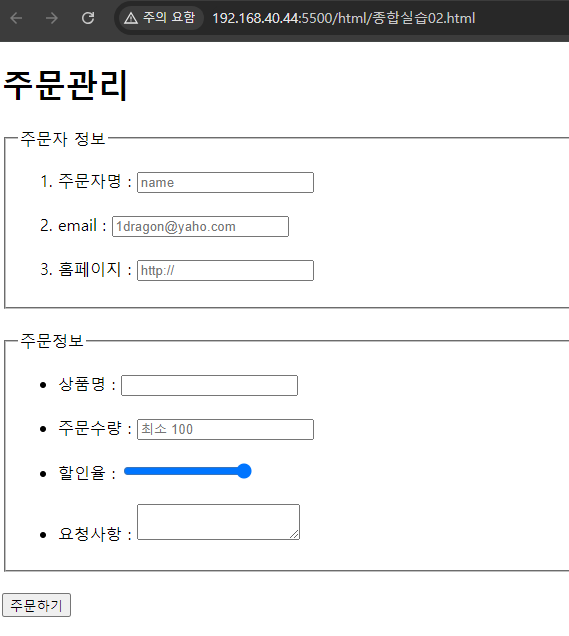 주의 요함 192.168.40.44:5500/html/종합실습02.html
주문관리
주문자 정보
1. 주문자명 : name
2. email : 1dragon@yaho.com
3. 홈페이지 : http://
주문정보
• 상품명 :
• 주문수량 : 최소 100
• 할인율 :
• 요청사항 :
주문하기